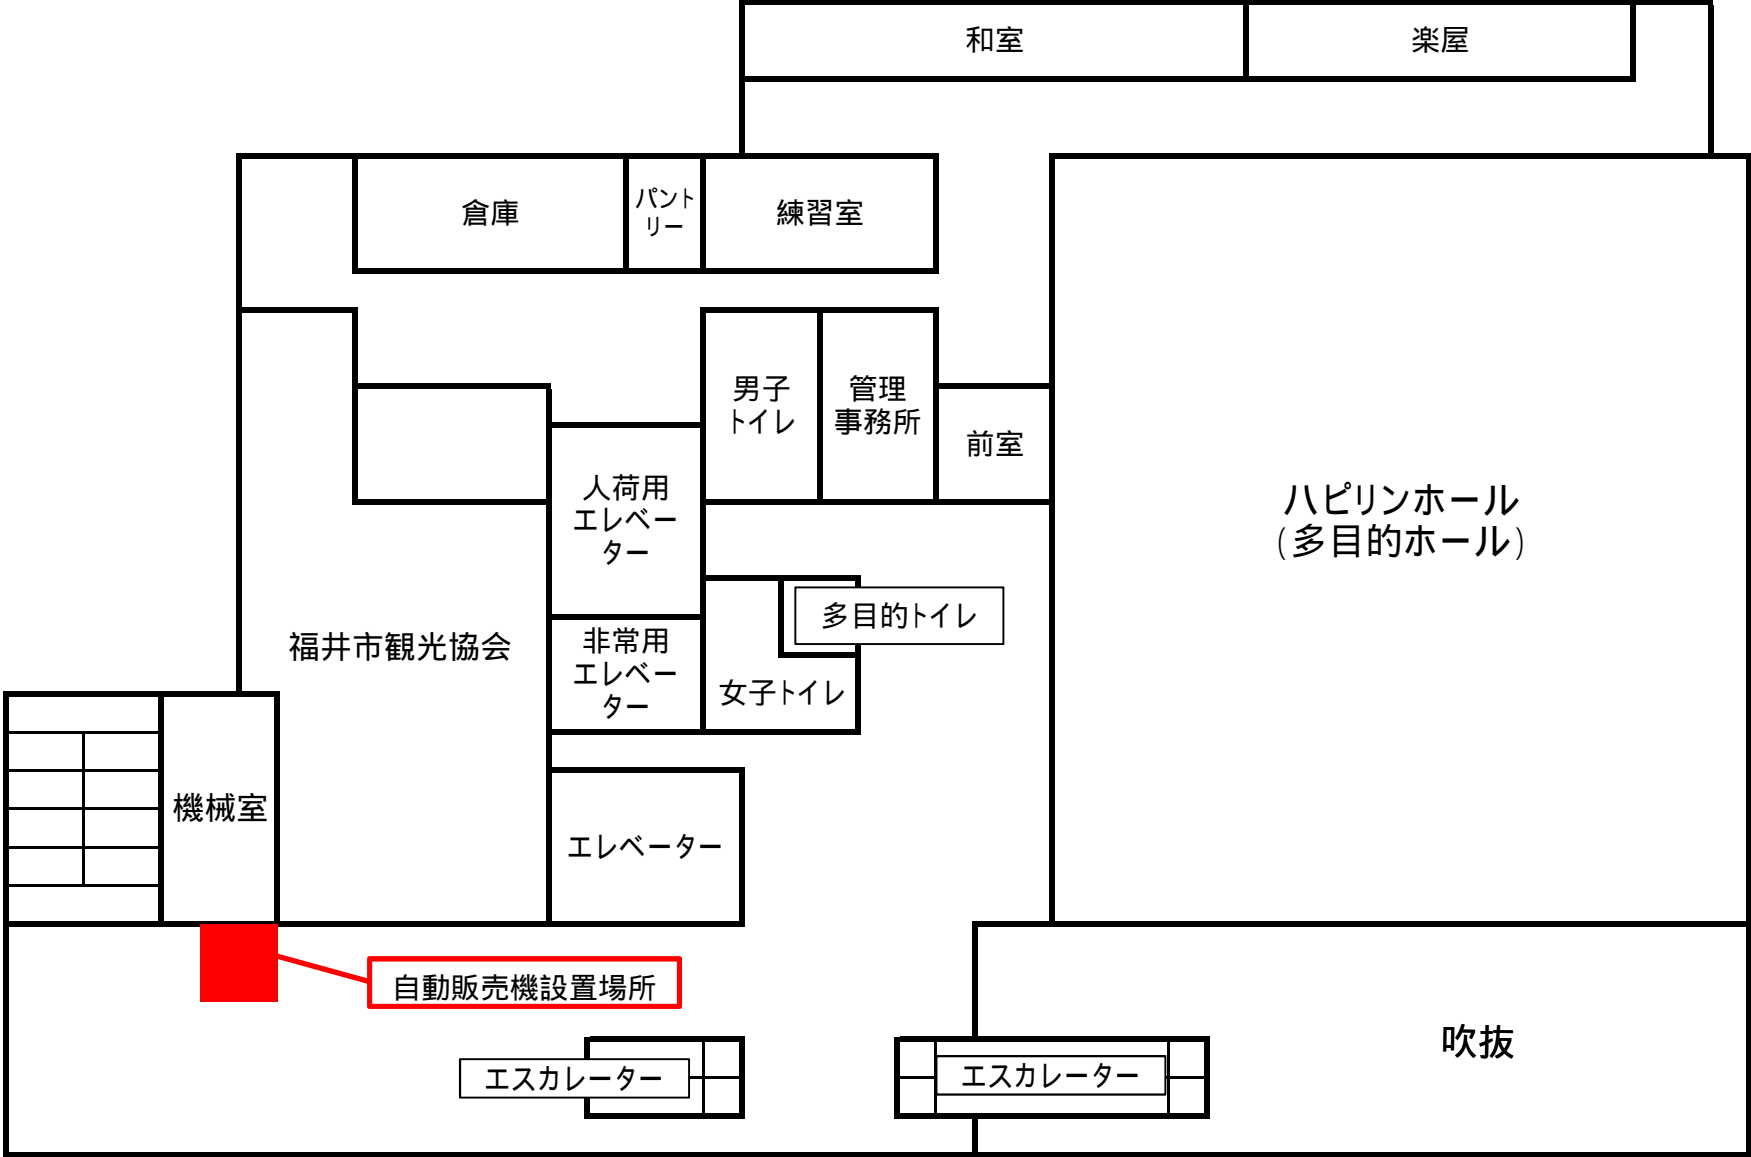 和室
楽屋
倉庫
パント
リー
練習室
男子
トイレ
管理
事務所
前室
人荷用
エレベー
ター
ハピリンホール
(多目的ホール)
多目的トイレ
福井市観光協会
非常用
エレベー
ター
女子トイレ
機械室
エレベーター
自動販売機設置場所
エスカレーター
エスカレーター
吹抜